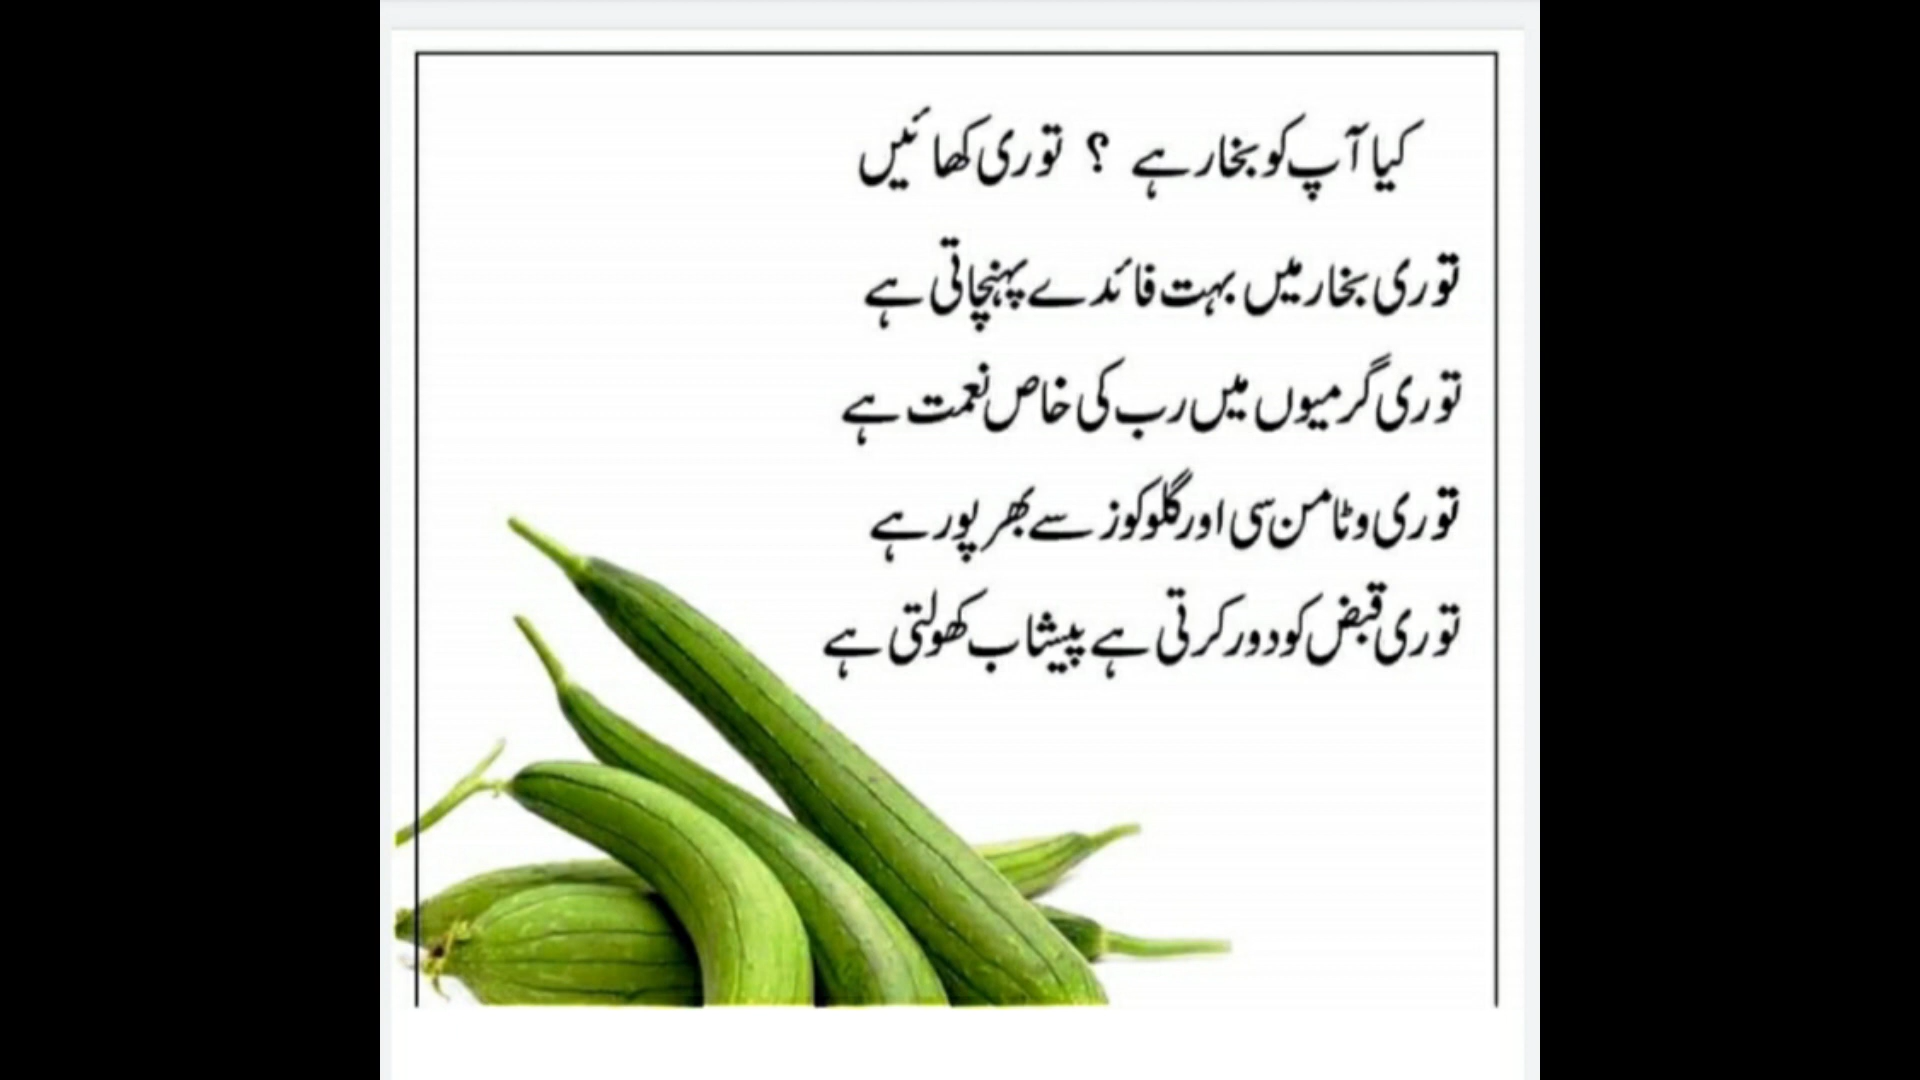 کیا آپ کو بخار ہے ؟ توری کھائیں
توری بخار میں بہت فائدے پہنچاتی ہے
توری گرمیوں میں رب کی خاص نعمت ہے
توری وٹامن سی اور گلوکوز سے بھرپور ہے
توری قبض کو دور کرتی ہے پیشاب کھولتی ہے